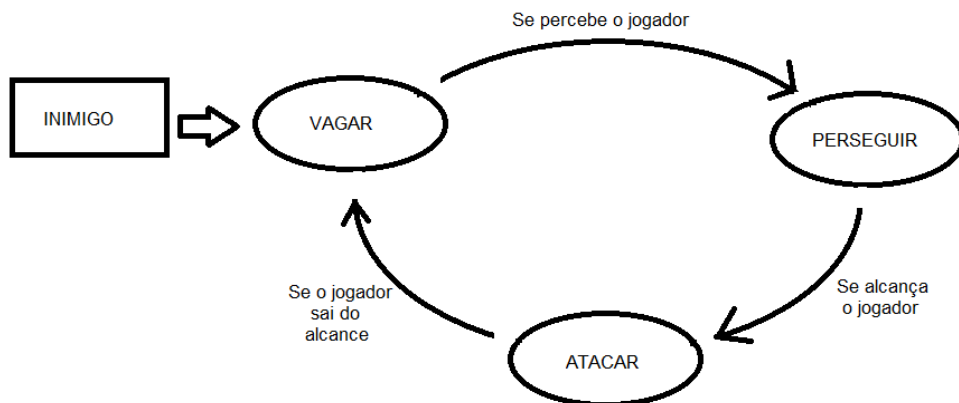 Se percebe o jogador
INIMIGO
VAGAR
PERSEGUIR
Se o jogador
sai do
alcance
Se alcança
o jogador
ATACAR